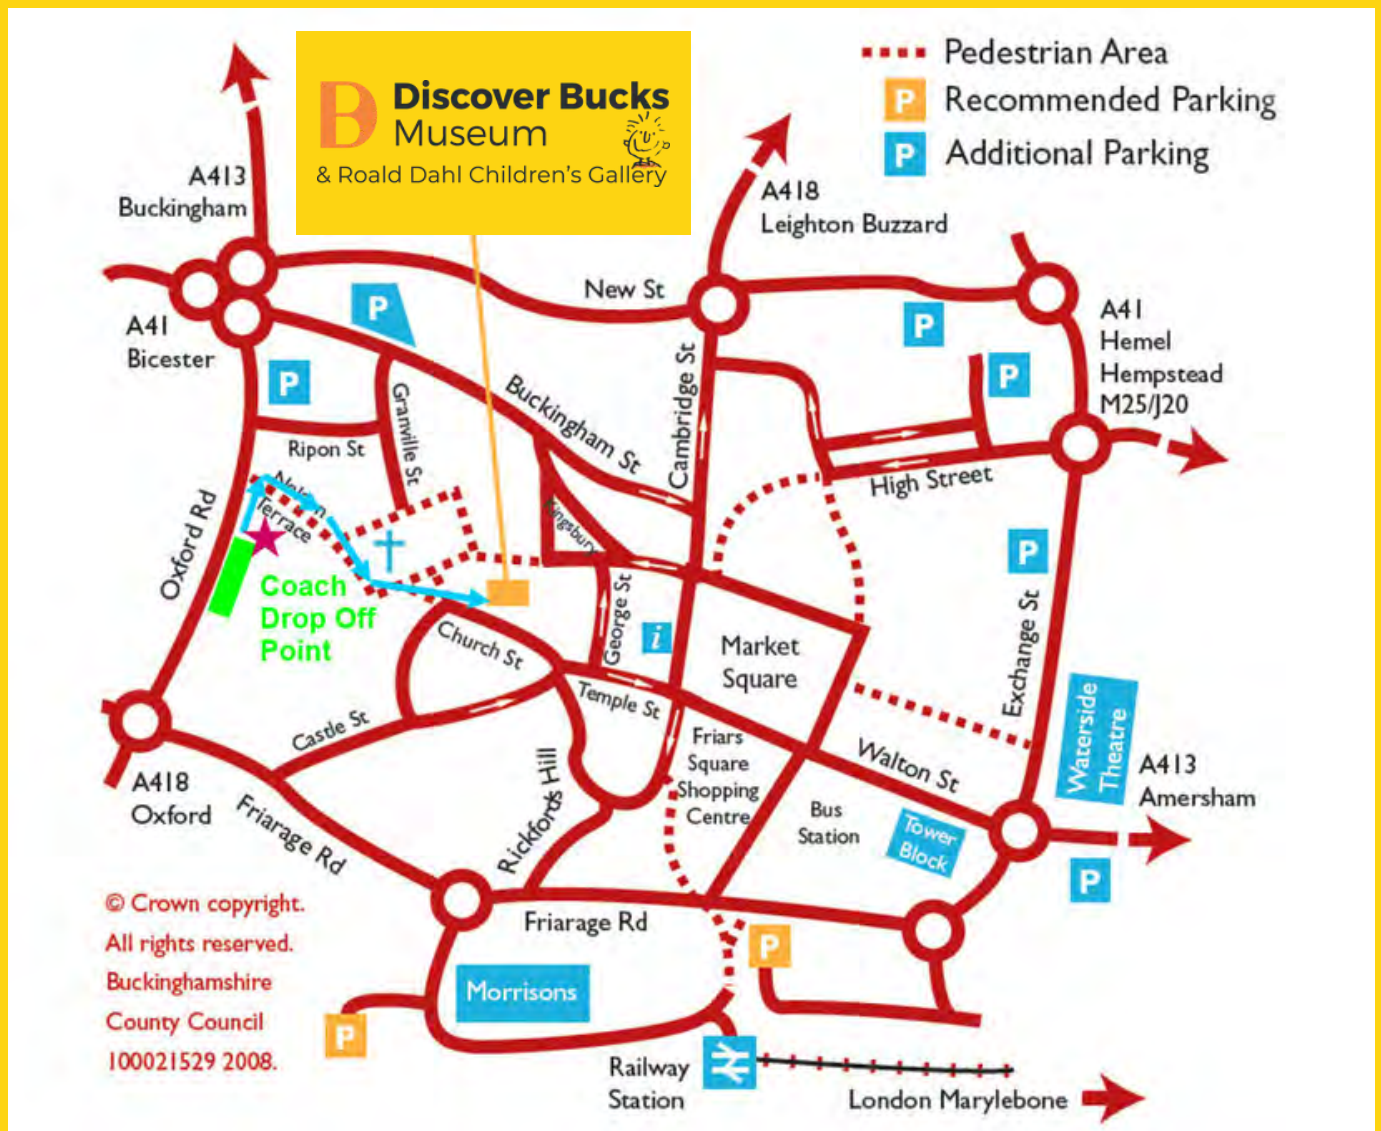 B
Discover Bucks
Museum
& Roald Dahl Children's Gallery
Pedestrian Area
P Recommended Parking
P Additional Parking
A413
Buckingham
A418
Leighton Buzzard
New St
P
P
A41
Bicester
P
P
A41
Hemel
Hempstead
M25/J20
Buckingham St
Cambridge St
Granville St
Ripon St
High Street
Nelson
Terrace
Oxford Rd
Kingsbury
P
Coach
Drop Off
Point
Church St
George St
i
Market
Square
Exchange St
Temple St
Castle St
Waterside
Theatre
Friars
Square
Shopping
Centre
Walton St
A413
Amersham
A418
Oxford
Friarage Rd
Rickfords Hill
Bus
Station
Tower
Block
P
© Crown copyright.
All rights reserved.
Buckinghamshire
County Council
100021529 2008.
Friarage Rd
P
Morrisons
P
Railway
Station
London Marylebone